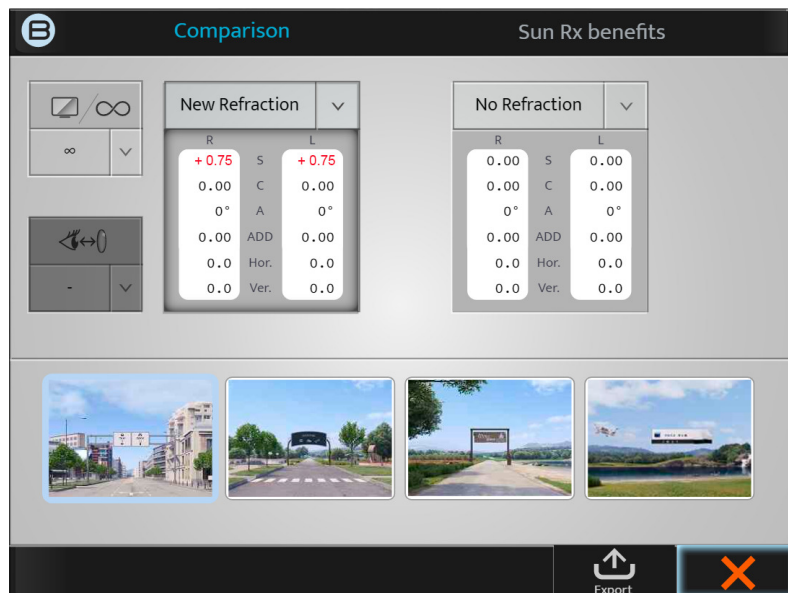 B Comparison Sun Rx benefits
∞
-
New Refraction
R L
+ 0.75 S + 0.75
0.00 C 0.00
0° A 0°
0.00 ADD 0.00
0.0 Hor. 0.0
0.0 Ver. 0.0
No Refraction
R L
0.00 S 0.00
0.00 C 0.00
0° A 0°
0.00 ADD 0.00
0.0 Hor. 0.0
0.0 Ver. 0.0
Export